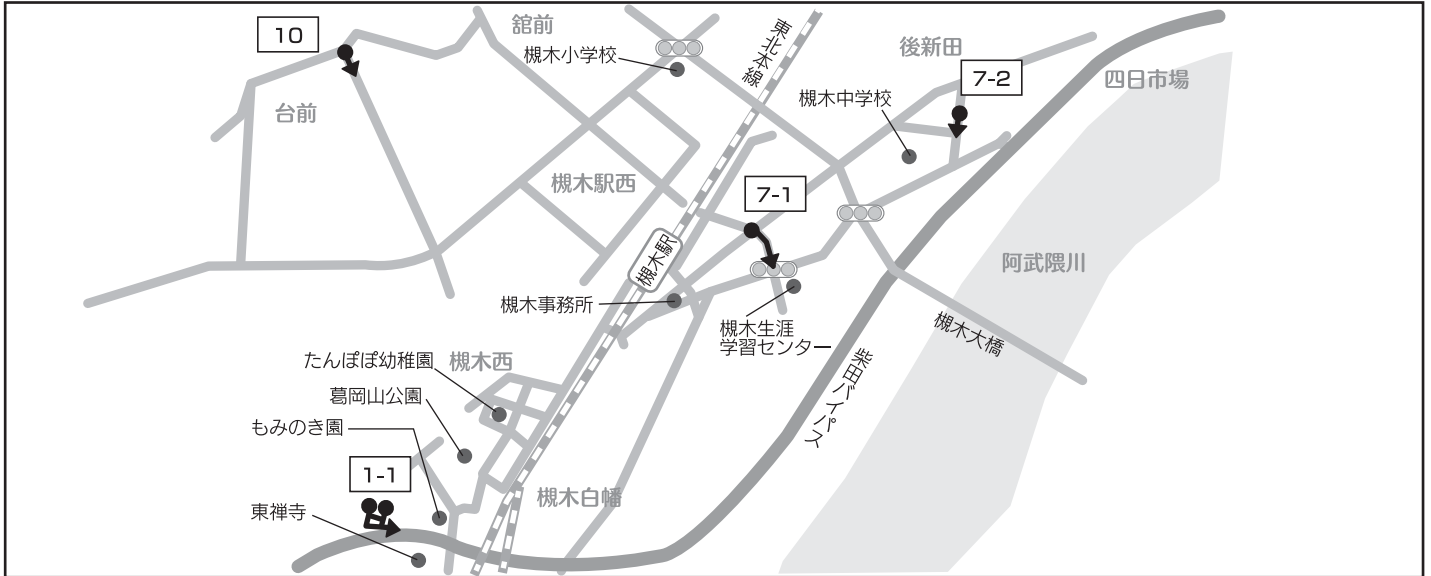 10
舘前
槻木小学校
東北本線
後新田
7-2
四日市場
台前
槻木中学校
槻木駅西
7-1
槻木駅
阿武隈川
槻木事務所
槻木生涯
学習センター
槻木大橋
たんぽぽ幼稚園
槻木西
柴田バイパス
葛岡山公園
もみのき園
1-1
槻木白幡
東禅寺